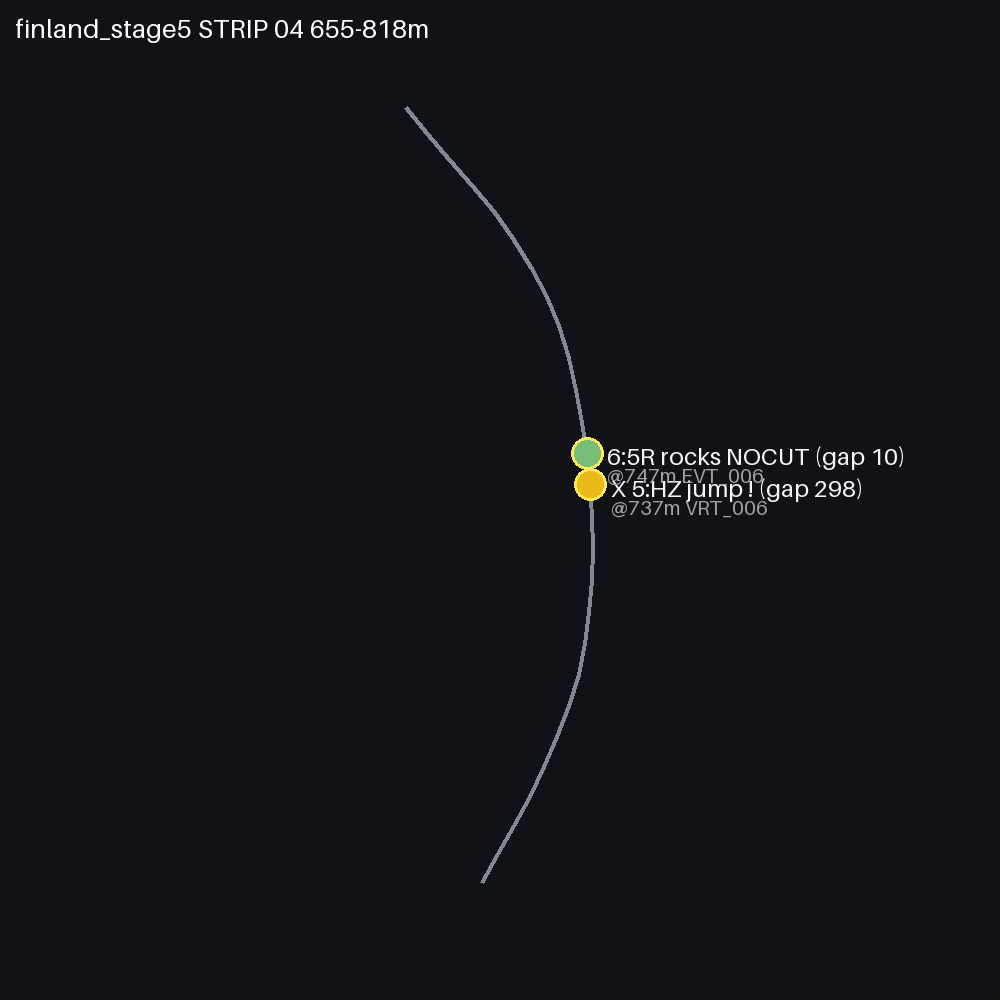 finland_stage5 STRIP 04 655-818m
6:5R rocks NOCUT (gap 10)
@747m EVT_006
X 5:HZ jump ! (gap 298)
@737m VRT_006